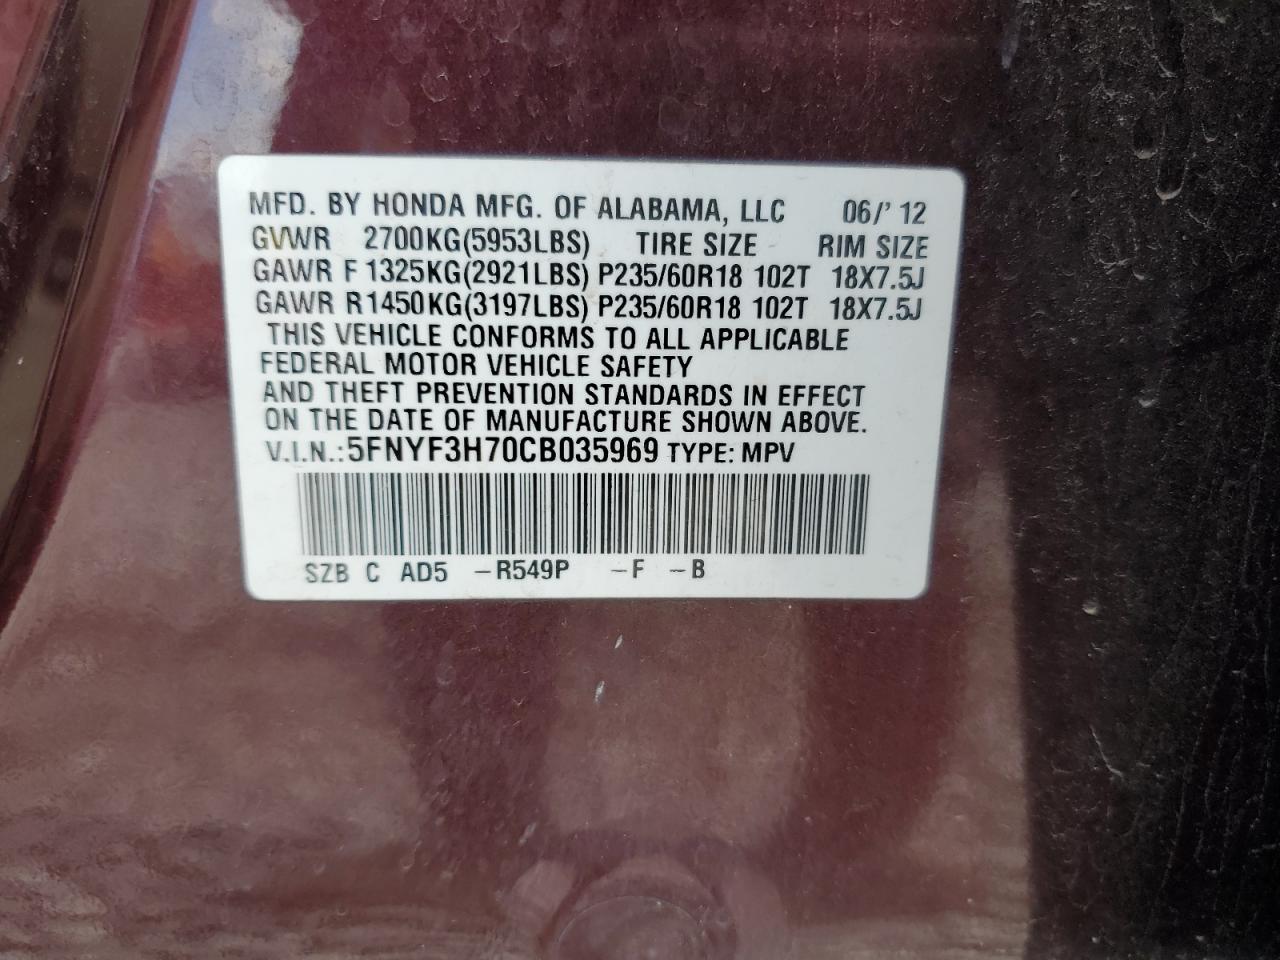 MFD. BY HONDA MFG. OF ALABAMA, LLC 06/' 12
GVWR 2700KG(5953LBS) TIRE SIZE RIM SIZE
GAWR F 1325KG(2921LBS) P235/60R18 102T 18X7.5J
GAWR R1450KG(3197LBS) P235/60R18 102T 18X7.5J
THIS VEHICLE CONFORMS TO ALL APPLICABLE
FEDERAL MOTOR VEHICLE SAFETY
AND THEFT PREVENTION STANDARDS IN EFFECT
ON THE DATE OF MANUFACTURE SHOWN ABOVE.
V.I.N.:5FNYF3H70CB035969 TYPE: MPV
SZB C AD5 -R549P -F -B